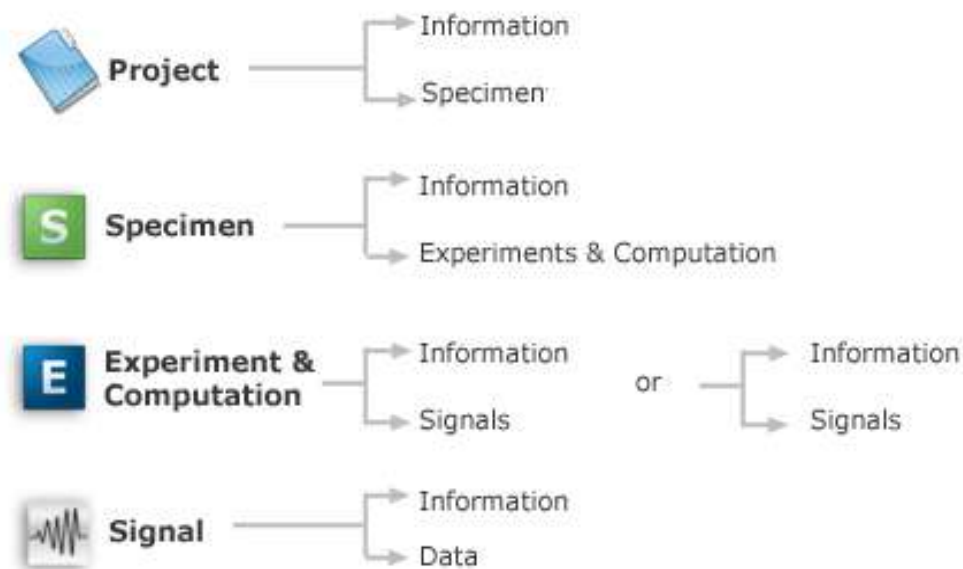 Information
Project
Specimen
Information
S
Specimen
Experiments & Computation
E
Experiment &
Computation
Information
Signals
or
Information
Signals
Information
Signal
Data